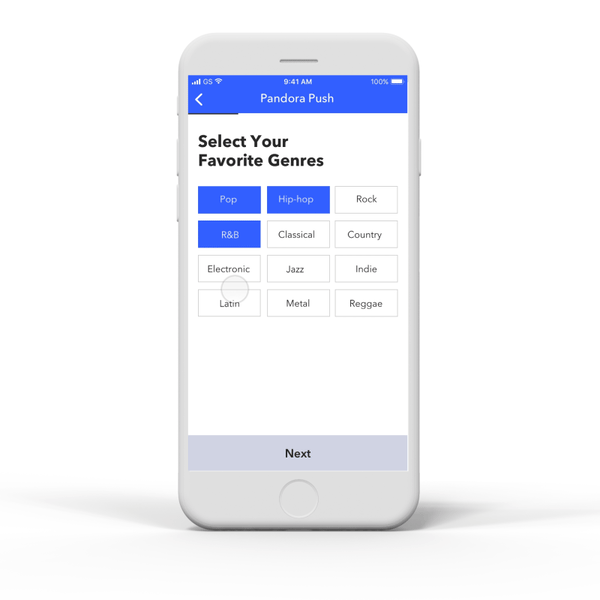 GS 9:41 AM 100%
Pandora Push
Select Your
Favorite Genres
Pop Hip-hop Rock
R&B Classical Country
Electronic Jazz Indie
Latin Metal Reggae
Next